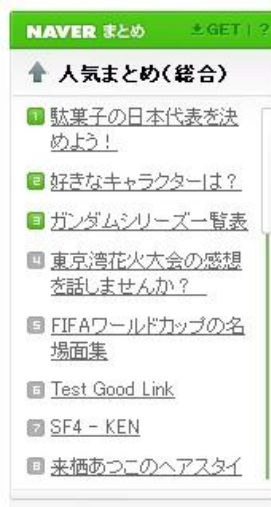 NAVER まとめ GET | ?
人気まとめ(総合)
1 駄菓子の日本代表を決
めよう!
2 好きなキャラクターは?
3 ガンダムシリーズ一覧表
4 東京湾花火大会の感想
を話しませんか?
5 FIFAワールドカップの名
場面集
6 Test Good Link
7 SF4 - KEN
8 来栖あつこのヘアスタイ